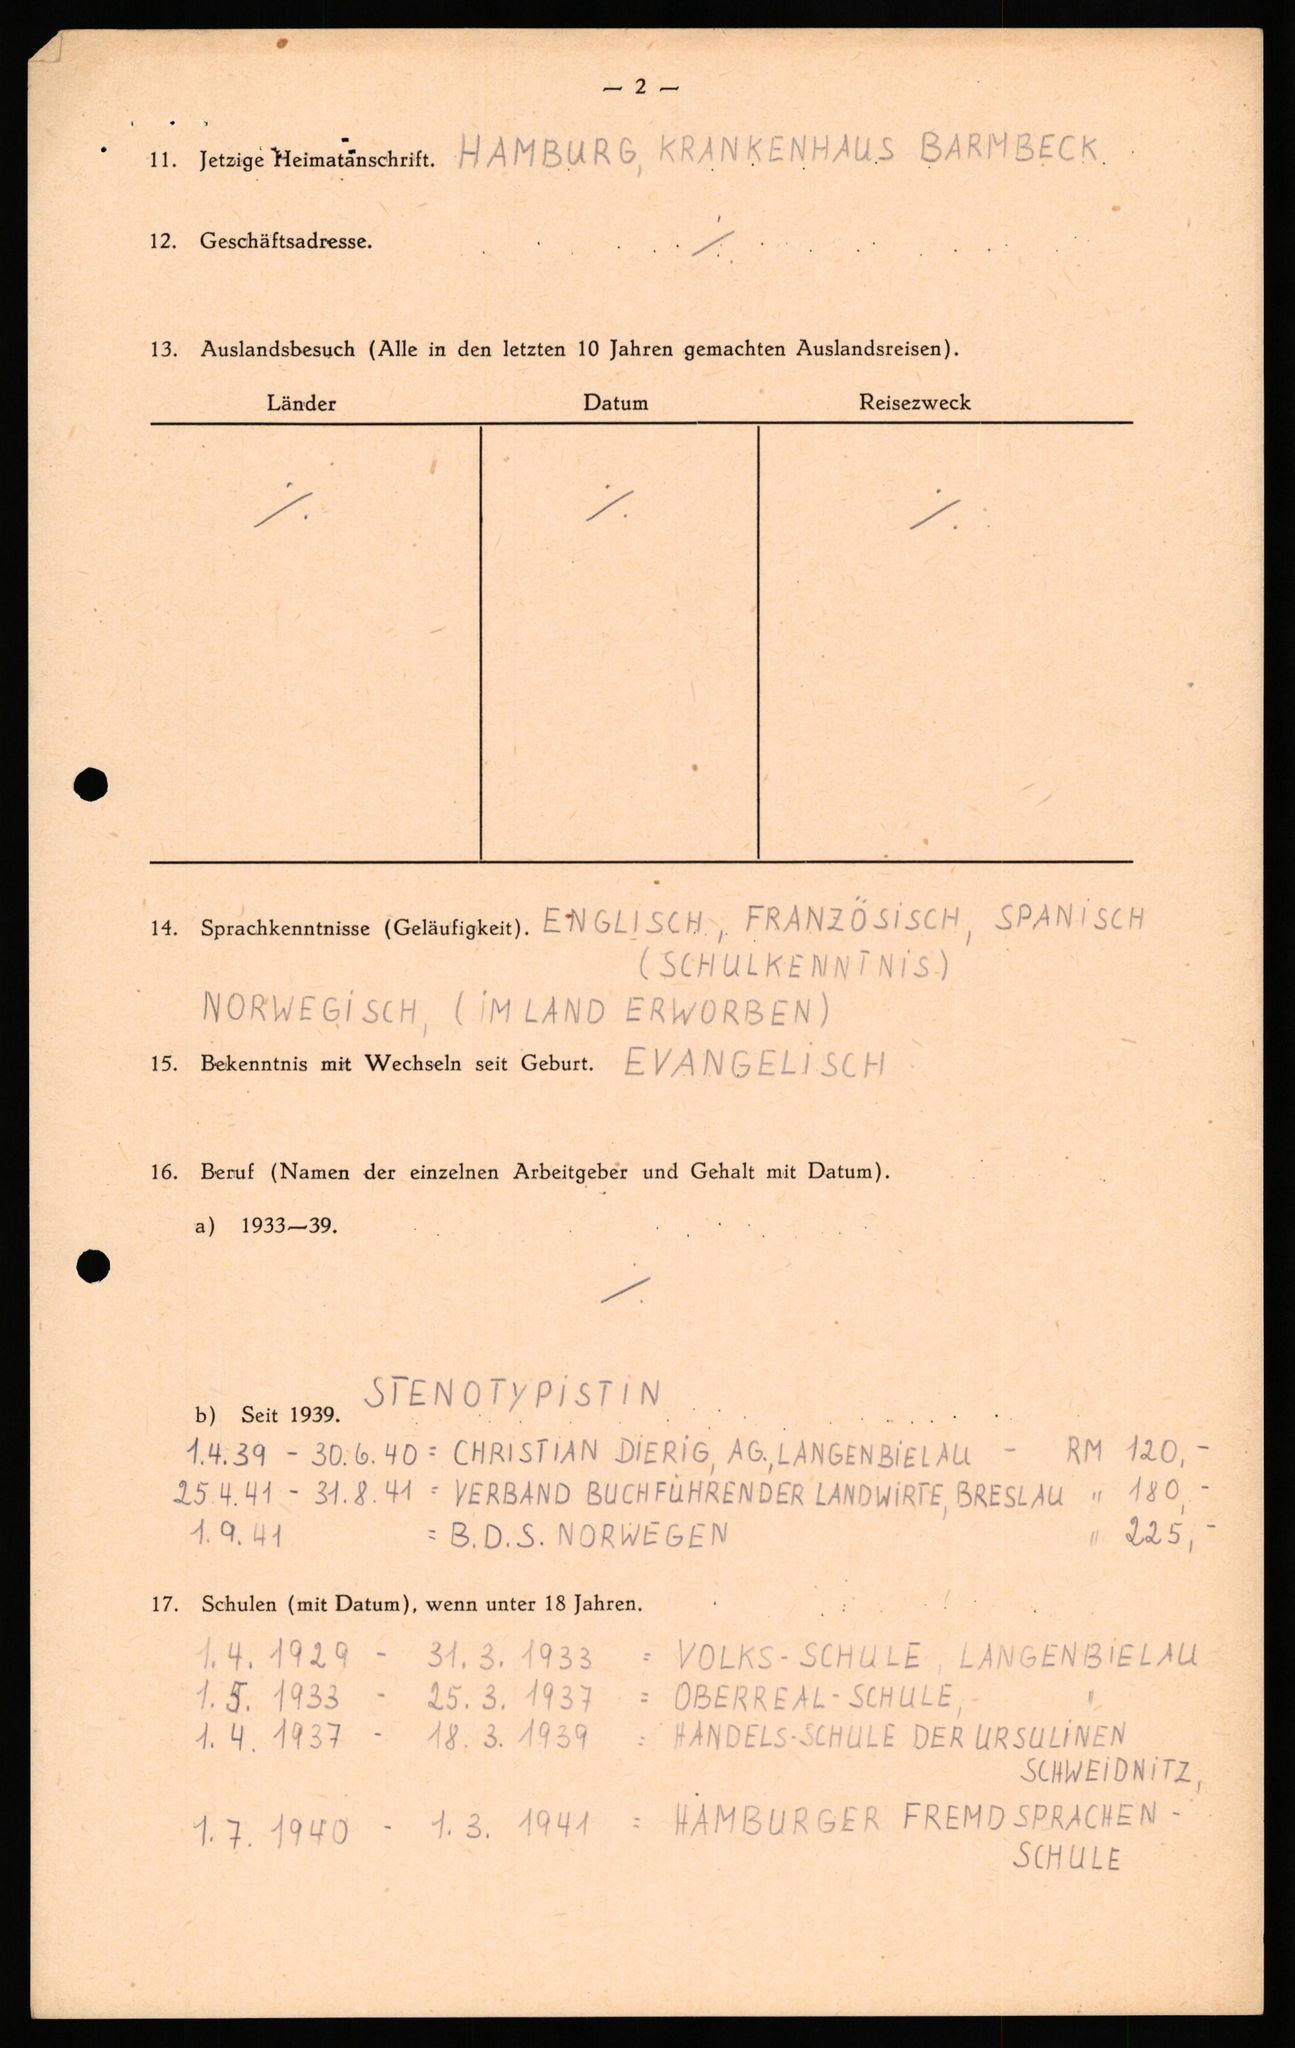 — 2 —
11. Jetzige Heimatanschrift. HAMBURG, KRANKENHAUS BARMBECK.
12. Geschäftsadresse. ·/.
13. Auslandsbesuch (Alle in den letzten 10 Jahren gemachten Auslandsreisen).
Länder Datum Reisezweck
·/. ·/. ·/.
14. Sprachkenntnisse (Geläufigkeit). ENGLISCH, FRANZÖSISCH, SPANISCH
(SCHULKENNTNIS)
NORWEGISCH, (IM LAND ERWORBEN)
15. Bekenntnis mit Wechseln seit Geburt. EVANGELISCH
16. Beruf (Namen der einzelnen Arbeitgeber und Gehalt mit Datum).
a) 1933—39.
·/.
b) Seit 1939. STENOTYPISTIN
1.4.39 - 30.6.40 = CHRISTIAN DIERIG, AG., LANGENBIELAU - RM 120,-
25.4.41 - 31.8.41 = VERBAND BUCHFÜHRENDER LANDWIRTE, BRESLAU " 180,-
1.9.41 = B.D.S. NORWEGEN " 225,-
17. Schulen (mit Datum), wenn unter 18 Jahren.
1.4. 1929 - 31.3. 1933 = VOLKS-SCHULE, LANGENBIELAU
1.5. 1933 - 25.3. 1937 = OBERREAL-SCHULE, "
1.4. 1937 - 18.3. 1939 = HANDELS-SCHULE DER URSULINEN
SCHWEIDNITZ,
1.7. 1940 - 1.3. 1941 = HAMBURGER FREMDSPRACHEN-
SCHULE